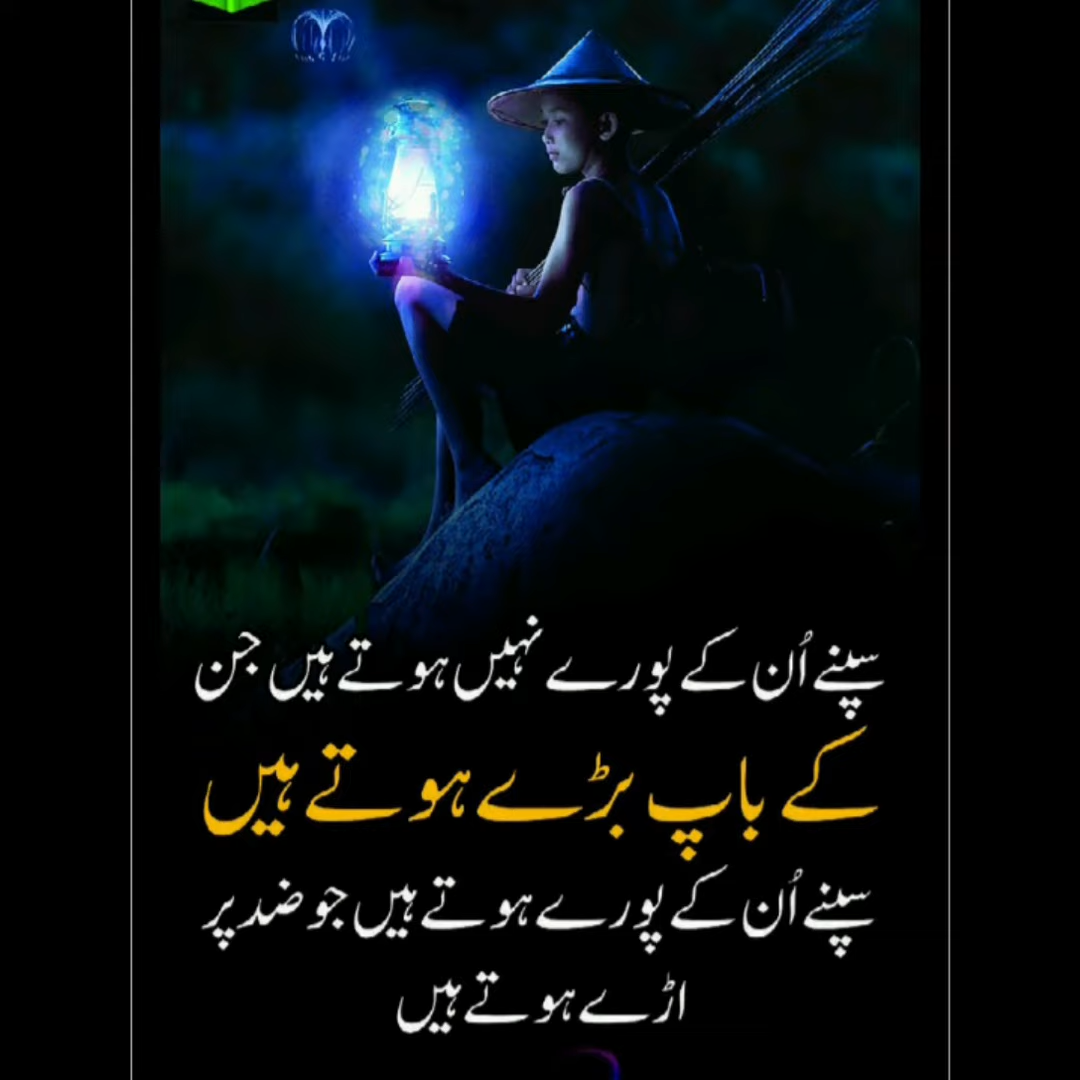 سپنے اُن کے پورے نہیں ہوتے ہیں جن
کے باپ بڑے ہوتے ہیں
سپنے اُن کے پورے ہوتے ہیں جو ضد پر
اڑے ہوتے ہیں